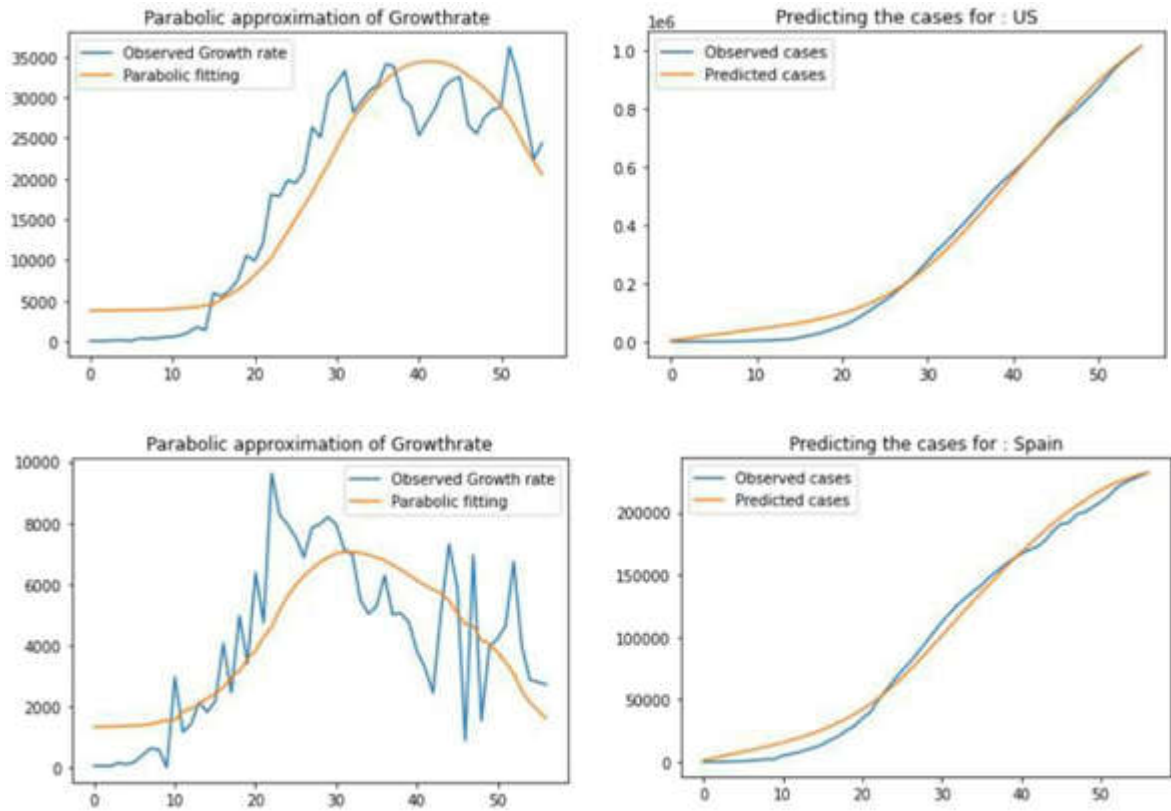 Parabolic approximation of Growthrate
Observed Growth rate
Parabolic fitting
35000
30000
25000
20000
15000
10000
5000
0
0 10 20 30 40 50
Predicting the cases for : US
1e6
Observed cases
Predicted cases
1.0
0.8
0.6
0.4
0.2
0.0
0 10 20 30 40 50
Parabolic approximation of Growthrate
Observed Growth rate
Parabolic fitting
10000
8000
6000
4000
2000
0
0 10 20 30 40 50
Predicting the cases for : Spain
Observed cases
Predicted cases
200000
150000
100000
50000
0
0 10 20 30 40 50